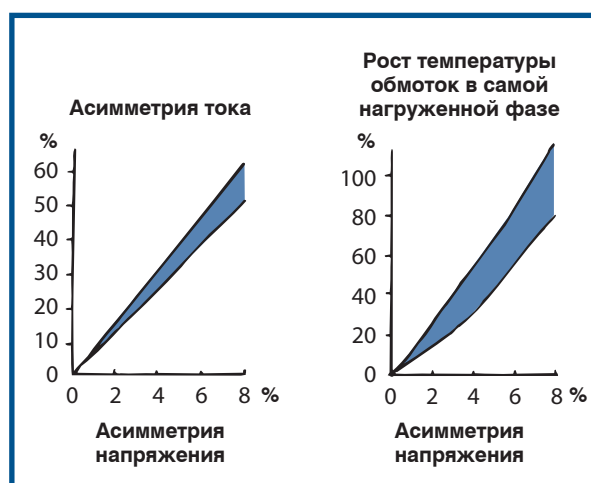 Асимметрия тока
%
60
50
40
30
20
10
0
0 2 4 6 8 %
Асимметрия
напряжения
Рост температуры
обмоток в самой
нагруженной фазе
%
100
80
60
40
20
0
0 2 4 6 8 %
Асимметрия
напряжения